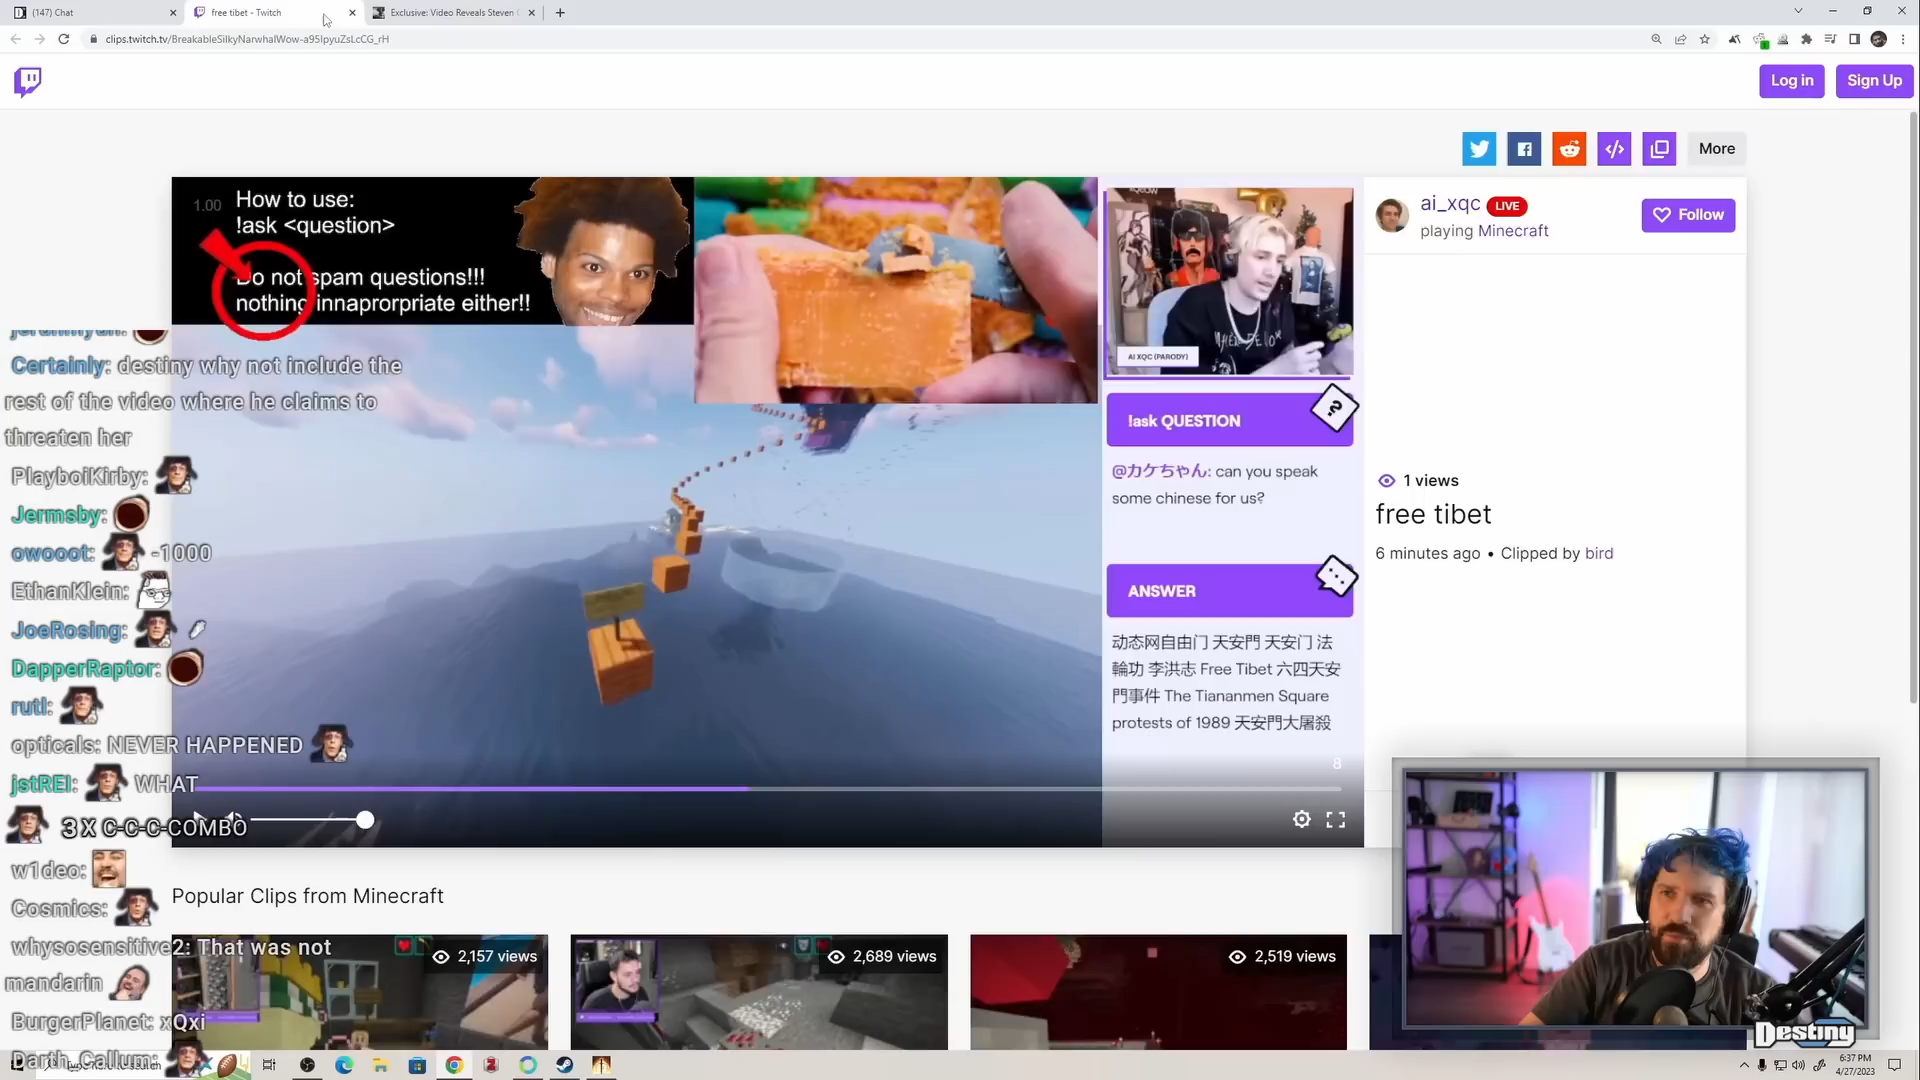 (147) Chat
free tibet - Twitch
Exclusive: Video Reveals Steven
clips.twitch.tv/BreakableSilkyNarwhalWow-a95IpyuZsLcCG_rH
Log in
Sign Up
More
1.00
How to use:
!ask <question>
Do not spam questions!!!
nothing innaprorpriate either!!
AI XQC (PARODY)
ai_xqc
LIVE
playing Minecraft
Follow
!ask QUESTION
?
@カケちゃん: can you speak
some chinese for us?
ANSWER
动态网自由门 天安門 天安门 法
輪功 李洪志 Free Tibet 六四天安
門事件 The Tiananmen Square
protests of 1989 天安門大屠殺
8
1 views
free tibet
6 minutes ago • Clipped by bird
Certainly: destiny why not include the
rest of the video where he claims to
threaten her
PlayboiKirby:
Jermsby:
owooot: -1000
EthanKlein:
JoeRosing:
DapperRaptor:
rutl:
opticals: NEVER HAPPENED
jstREI: WHAT
3 X C-C-C-COMBO
w1deo:
Cosmics:
whysosensitive2: That was not
mandarin
BurgerPlanet: xQxi
Darth_Callum:
Popular Clips from Minecraft
2,157 views
2,689 views
2,519 views
Destiny
6:37 PM
4/27/2023